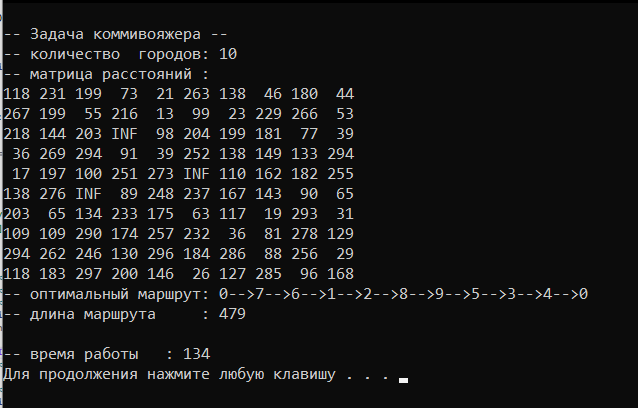 -- Задача коммивояжера --
-- количество  городов: 10
-- матрица расстояний :
118 231 199  73  21 263 138  46 180  44
267 199  55 216  13  99  23 229 266  53
218 144 203 INF  98 204 199 181  77  39
 36 269 294  91  39 252 138 149 133 294
 17 197 100 251 273 INF 110 162 182 255
138 276 INF  89 248 237 167 143  90  65
203  65 134 233 175  63 117  19 293  31
109 109 290 174 257 232  36  81 278 129
294 262 246 130 296 184 286  88 256  29
118 183 297 200 146  26 127 285  96 168
-- оптимальный маршрут: 0-->7-->6-->1-->2-->8-->9-->5-->3-->4-->0
-- длина маршрута     : 479
-- время работы   : 134
Для продолжения нажмите любую клавишу . . .